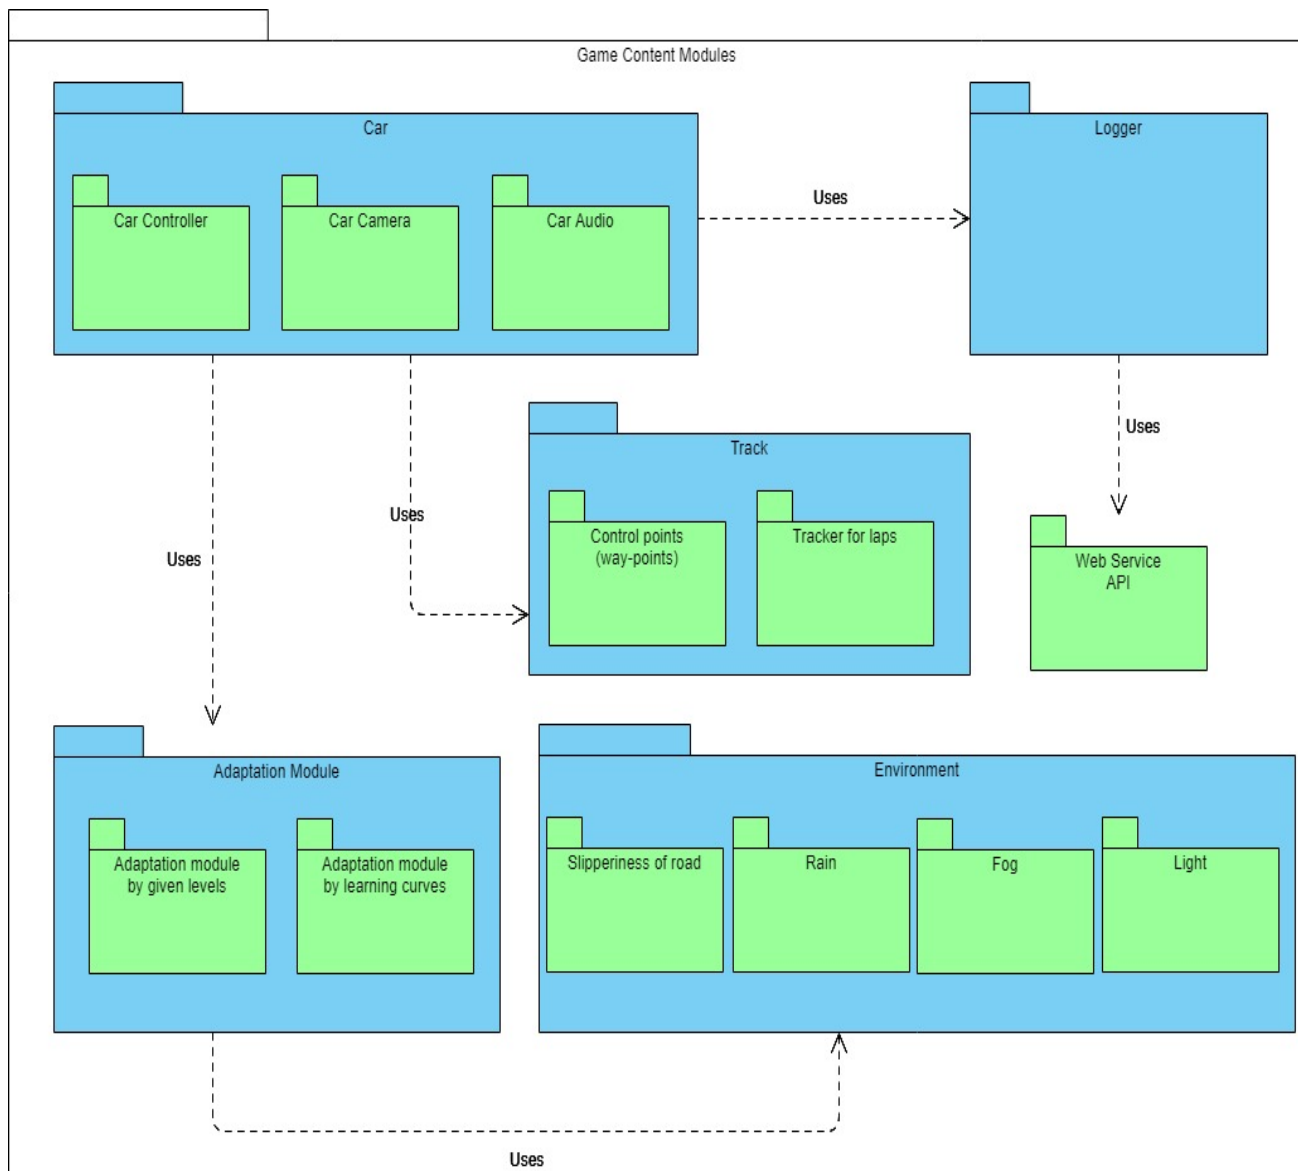 Game Content Modules
Car
Logger
Car Controller
Car Camera
Car Audio
Uses
Uses
Track
Uses
Control points
(way-points)
Tracker for laps
Uses
Web Service
API
Adaptation Module
Environment
Adaptation module
by given levels
Adaptation module
by learning curves
Slipperiness of road
Rain
Fog
Light
Uses